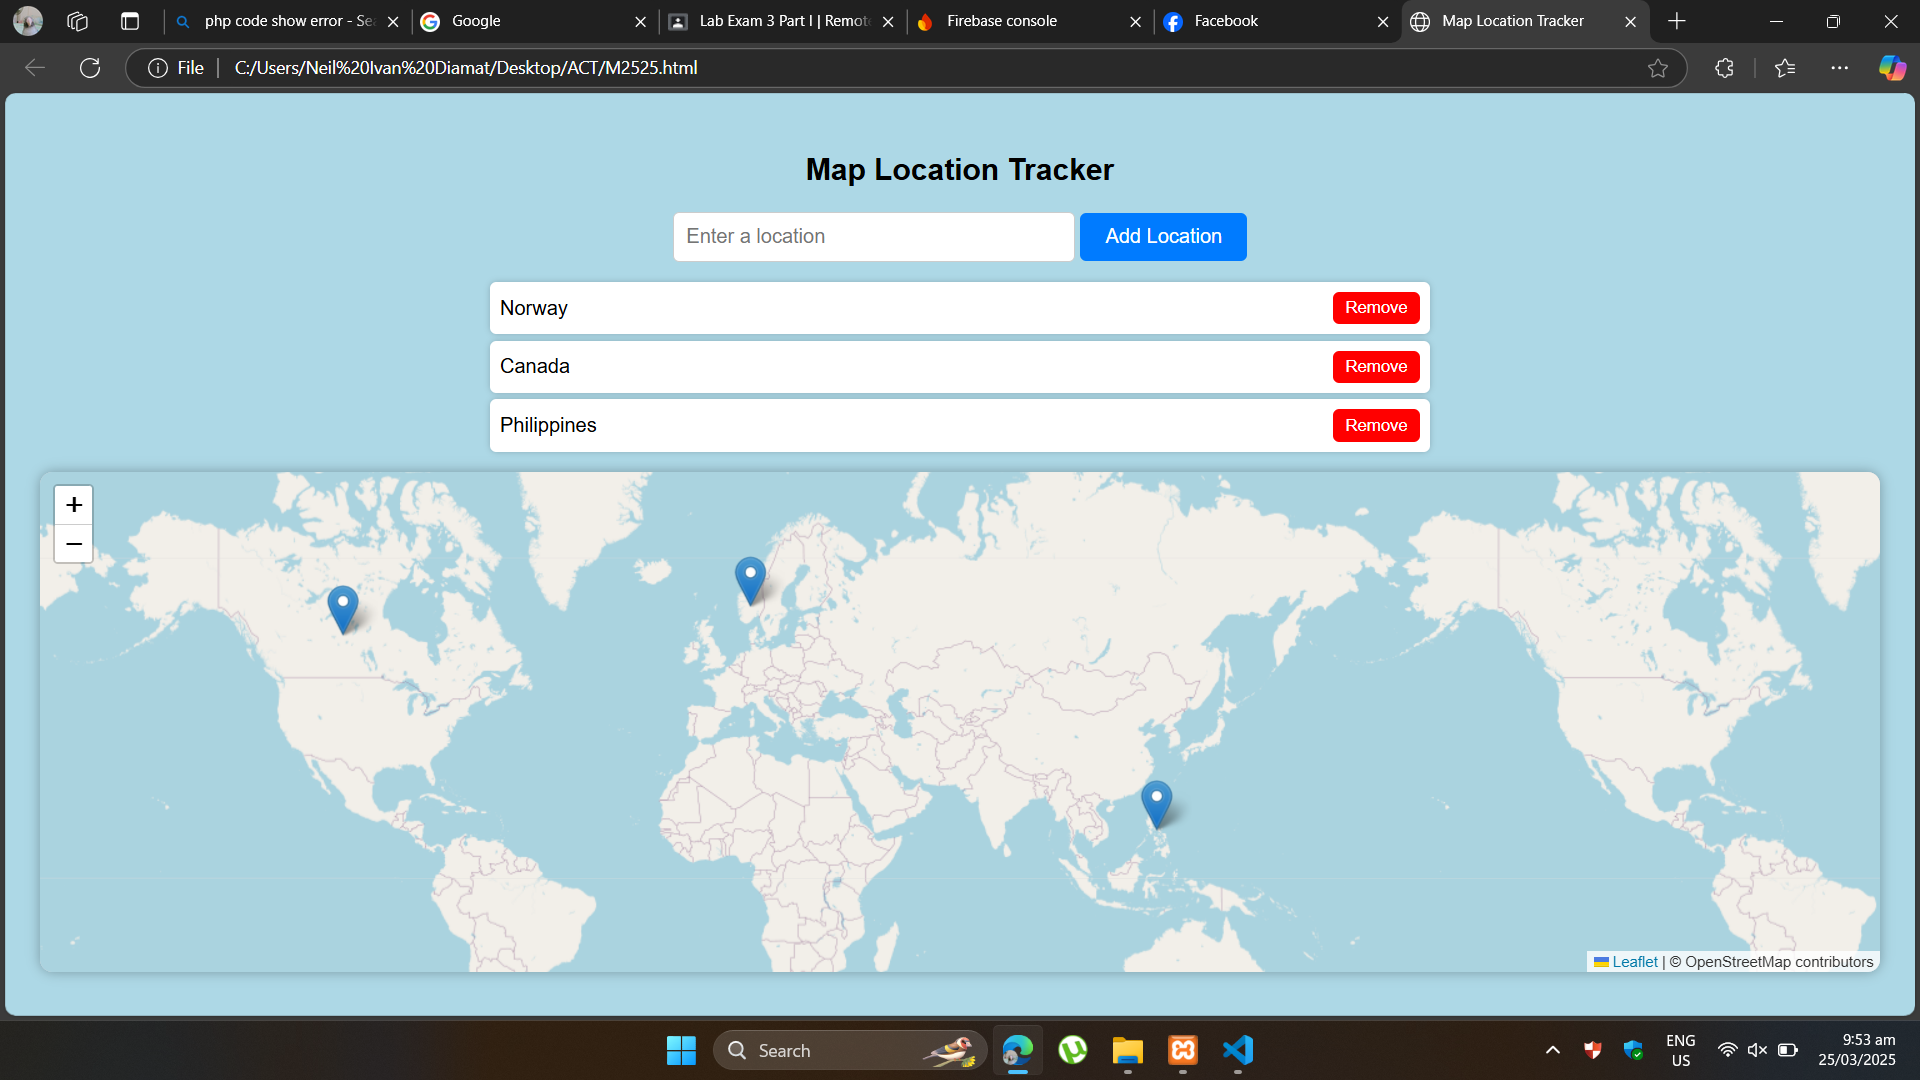 php code show error - Se
Google
Lab Exam 3 Part I | Remot
Firebase console
Facebook
Map Location Tracker
File
C:/Users/Neil%20Ivan%20Diamat/Desktop/ACT/M2525.html
Map Location Tracker
Enter a location
Add Location
Norway
Remove
Canada
Remove
Philippines
Remove
+
−
Leaflet | © OpenStreetMap contributors
Search
ENG
US
9:53 am
25/03/2025